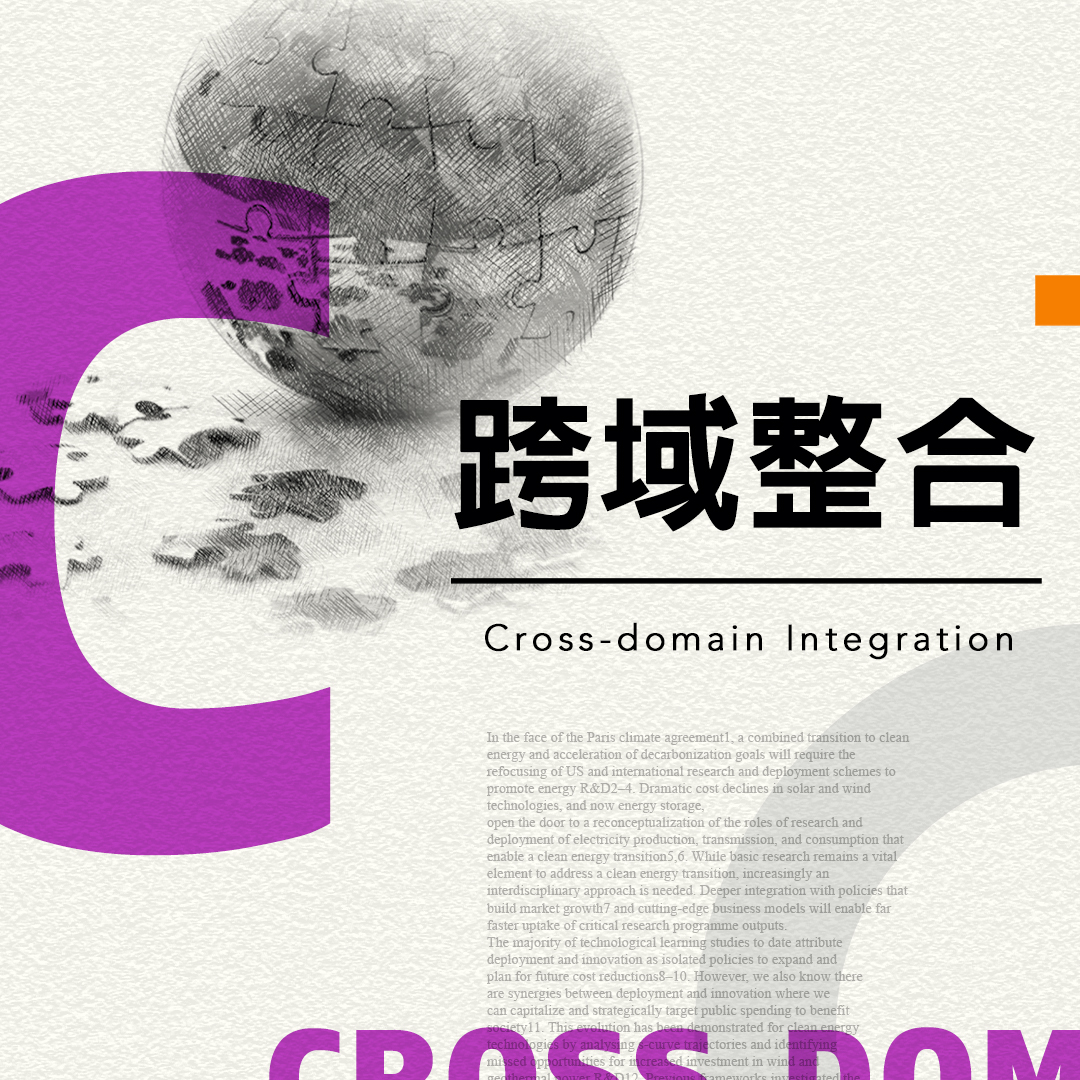 C
跨域整合
Cross-domain Integration
In the face of the Paris climate agreement1, a combined transition to clean
energy and acceleration of decarbonization goals will require the
refocusing of US and international research and deployment schemes to
promote energy R&D2–4. Dramatic cost declines in solar and wind
technologies, and now energy storage,
open the door to a reconceptualization of the roles of research and
deployment of electricity production, transmission, and consumption that
enable a clean energy transition5,6. While basic research remains a vital
element to address a clean energy transition, increasingly an
interdisciplinary approach is needed. Deeper integration with policies that
build market growth7 and cutting-edge business models will enable far
faster uptake of critical research programme outputs.
The majority of technological learning studies to date attribute
deployment and innovation as isolated policies to expand and
plan for future cost reductions8–10. However, we also know there
are synergies between deployment and innovation where we
can capitalize and strategically target public spending to benefit
society11. This evolution has been demonstrated for clean energy
technologies by analysing s-curve trajectories and identifying
missed opportunities for increased investment in wind and
geothermal power R&D12. Previous frameworks investigated the
CROSS-DOM